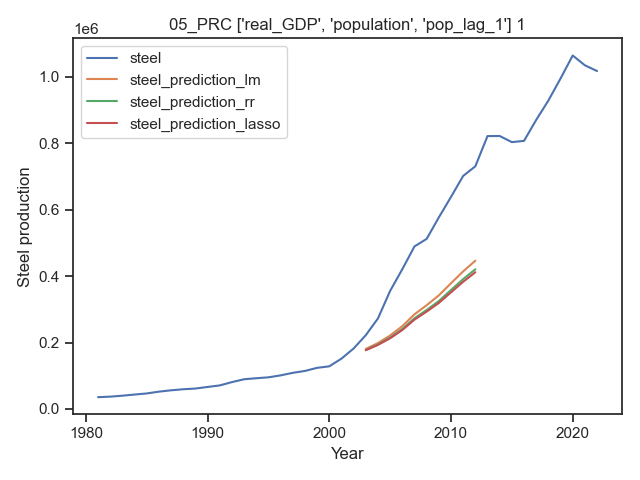 05_PRC ['real_GDP', 'population', 'pop_lag_1'] 1
1e6
steel
steel_prediction_lm
steel_prediction_rr
steel_prediction_lasso
1.0
0.8
0.6
0.4
0.2
0.0
Steel production
1980 1990 2000 2010 2020
Year